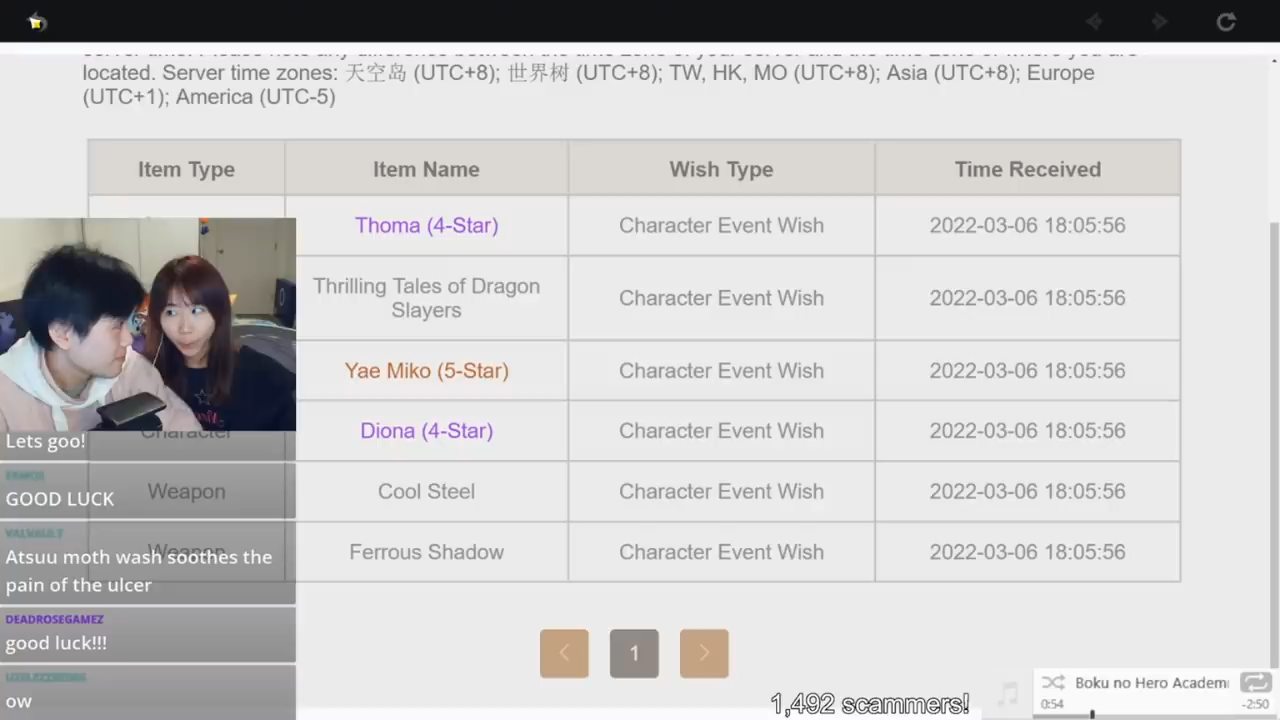 located. Server time zones: 天空岛 (UTC+8); 世界树 (UTC+8); TW, HK, MO (UTC+8); Asia (UTC+8); Europe
(UTC+1); America (UTC-5)
Item Type Item Name Wish Type Time Received
Thoma (4-Star) Character Event Wish 2022-03-06 18:05:56
Thrilling Tales of Dragon
Slayers Character Event Wish 2022-03-06 18:05:56
Yae Miko (5-Star) Character Event Wish 2022-03-06 18:05:56
Character Diona (4-Star) Character Event Wish 2022-03-06 18:05:56
Weapon Cool Steel Character Event Wish 2022-03-06 18:05:56
Weapon Ferrous Shadow Character Event Wish 2022-03-06 18:05:56
1
Lets goo!
GOOD LUCK
VALVAULT
Atsuu moth wash soothes the
pain of the ulcer
DEADROSEGAMEZ
good luck!!!
ow
1,492 scammers!
Boku no Hero Academi
0:54 -2:50